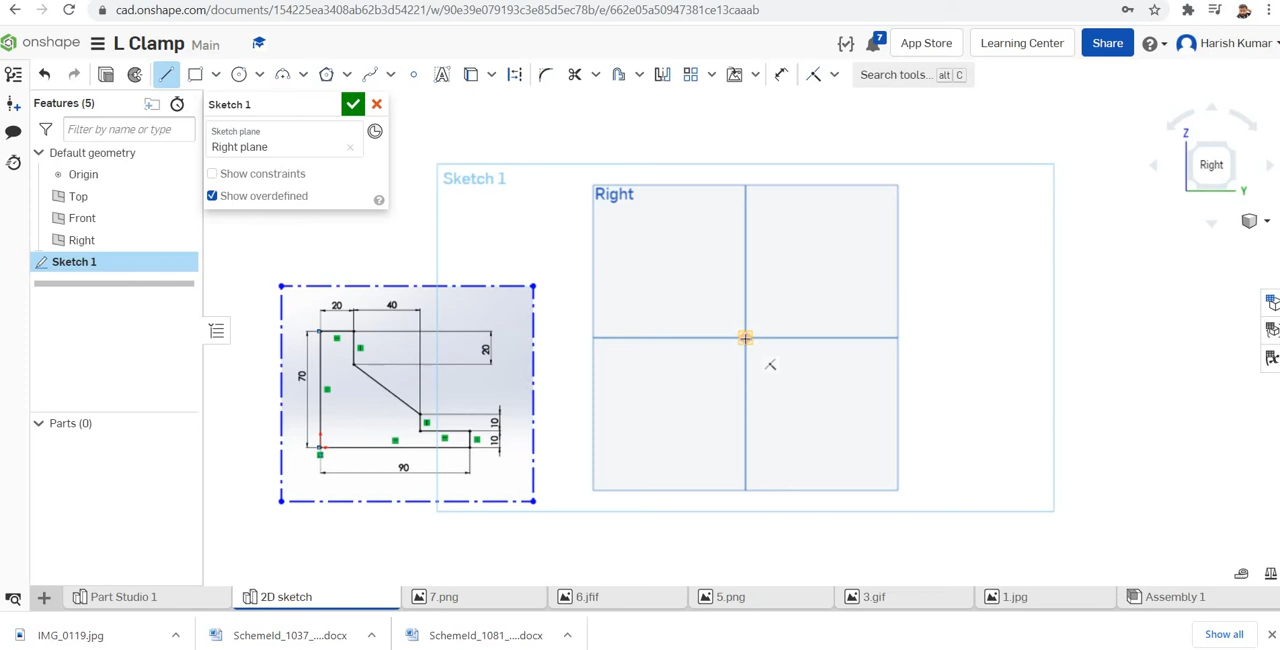 cad.onshape.com/documents/154225ea3408ab62b3d54221/w/90e39e079193c3e85d5ec78b/e/662e05a50947381ce13caaab
onshape L Clamp Main 7 App Store Learning Center Share Harish Kumar
Search tools... alt C
Features (5)
Filter by name or type
Default geometry
Origin
Top
Front
Right
Sketch 1
Parts (0)
Sketch 1
Sketch plane
Right plane
Show constraints
Show overdefined
Sketch 1
Right
20
40
20
70
10
10
90
Z
Right
Y
Part Studio 1
2D sketch
7.png
6.jfif
5.png
3.gif
1.jpg
Assembly 1
IMG_0119.jpg
SchemeId_1037_....docx
SchemeId_1081_....docx
Show all